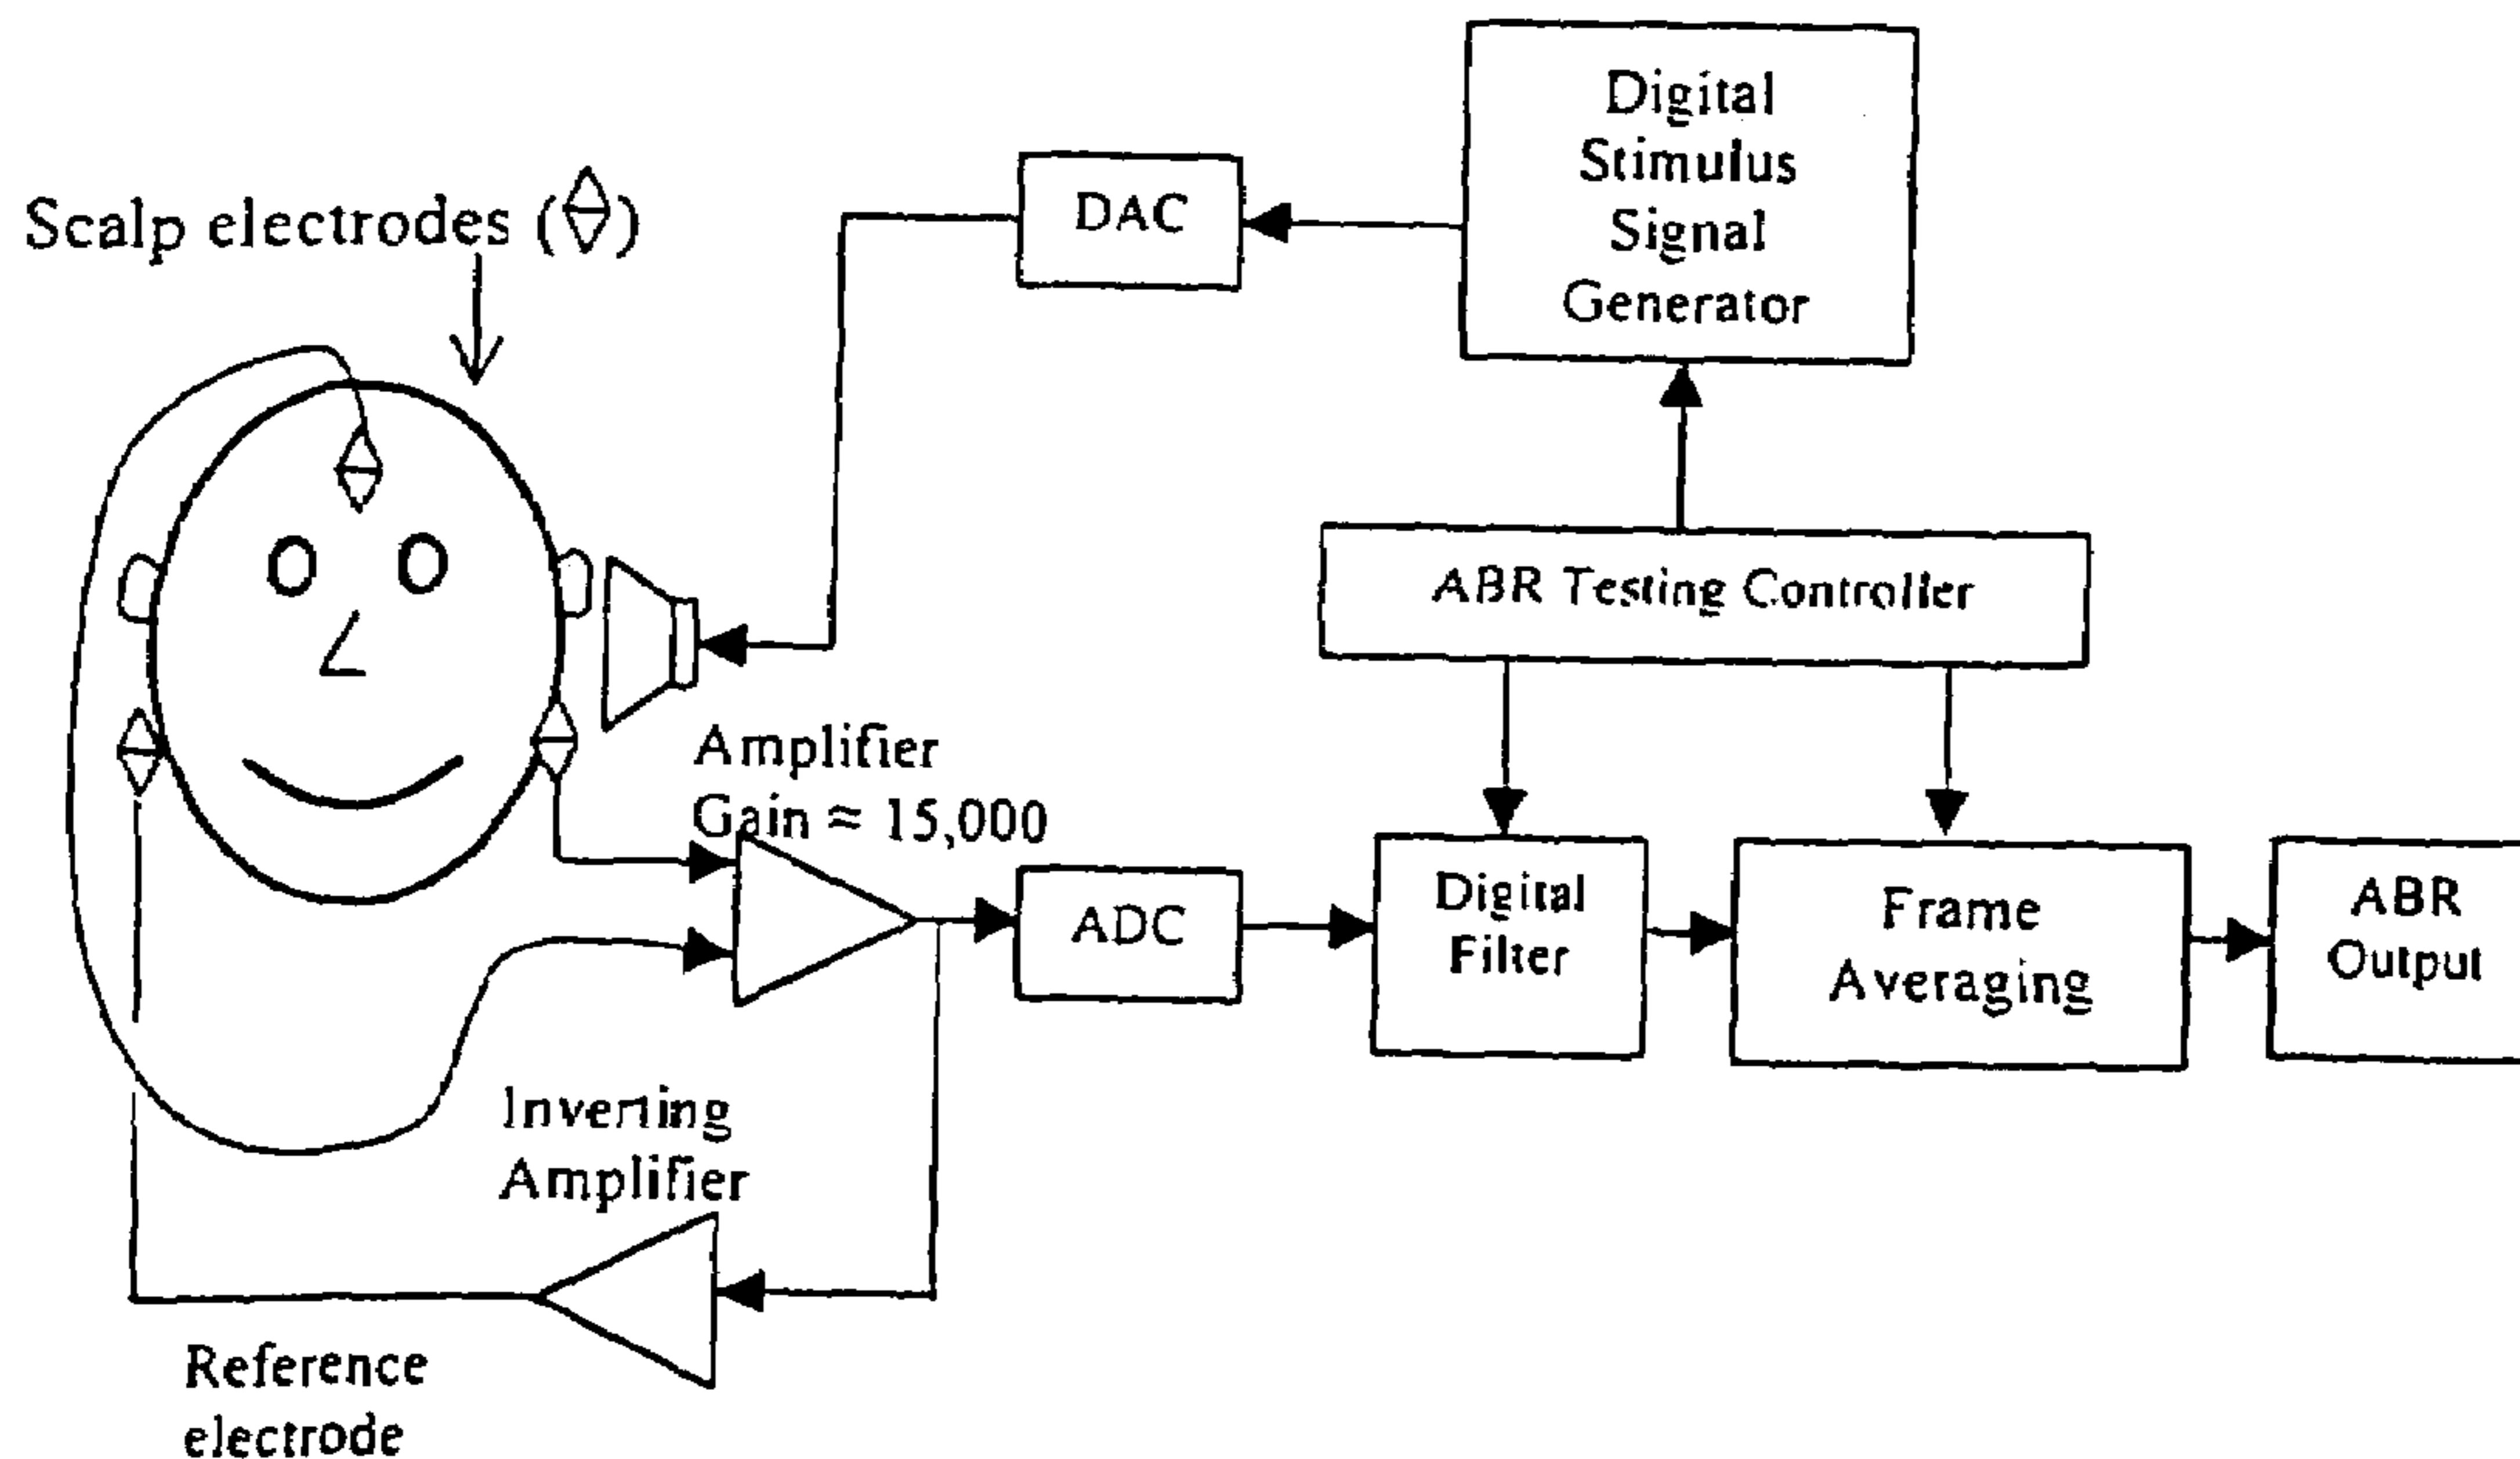 Digital
Stimulus
Signal
Generator
DAC
Scalp electrodes ( )
ABR Testing Controller
Amplifier
Gain ≈ 15,000
ADC
Digital
Filter
Frame
Averaging
ABR
Output
Inverting
Amplifier
Reference
electrode